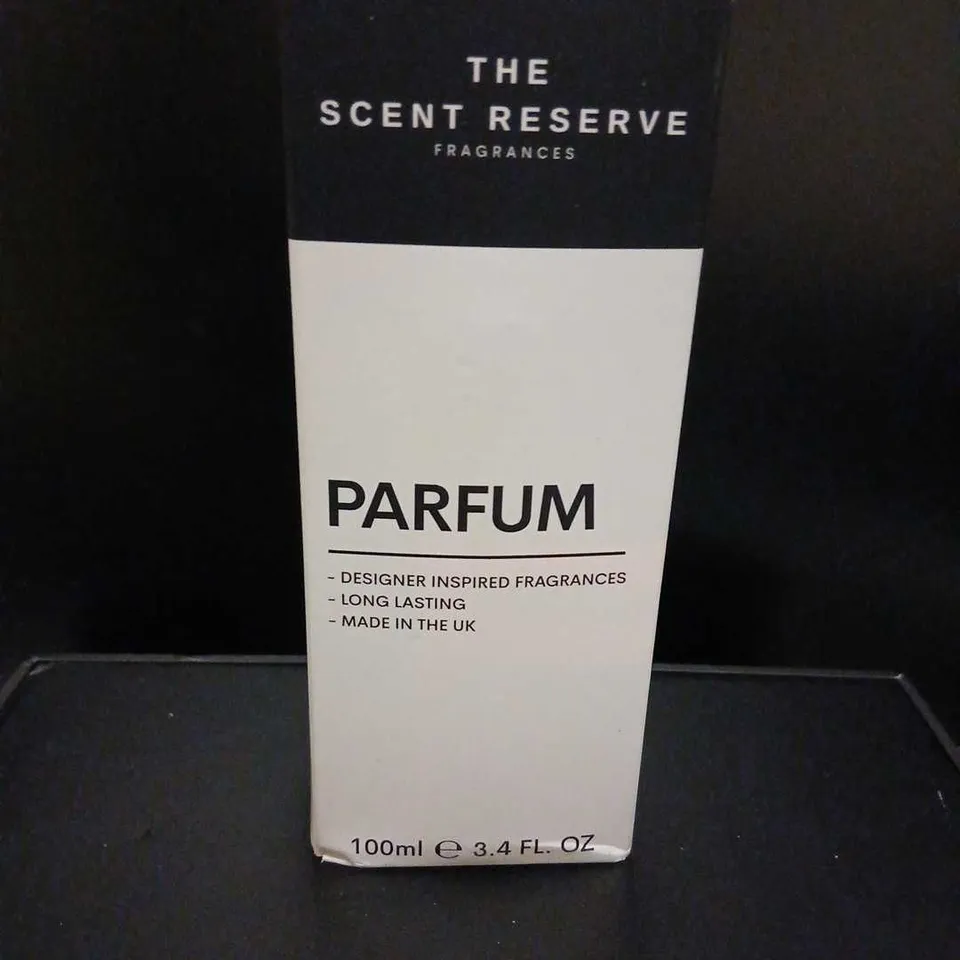 THE
SCENT RESERVE
FRAGRANCES
PARFUM
- DESIGNER INSPIRED FRAGRANCES
- LONG LASTING
- MADE IN THE UK
100ml ℮ 3.4 FL. OZ